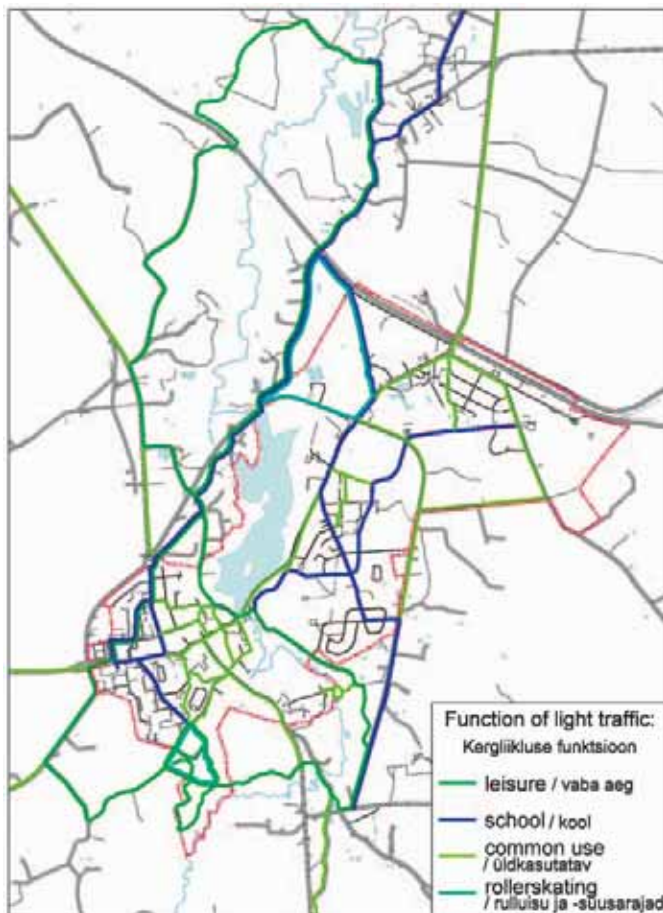 Function of light traffic:
Kergliikluse funktsioon
leisure / vaba aeg
school / kool
common use
/ üldkasutatav
rollerskating
/ rulluisu ja -suusarajad